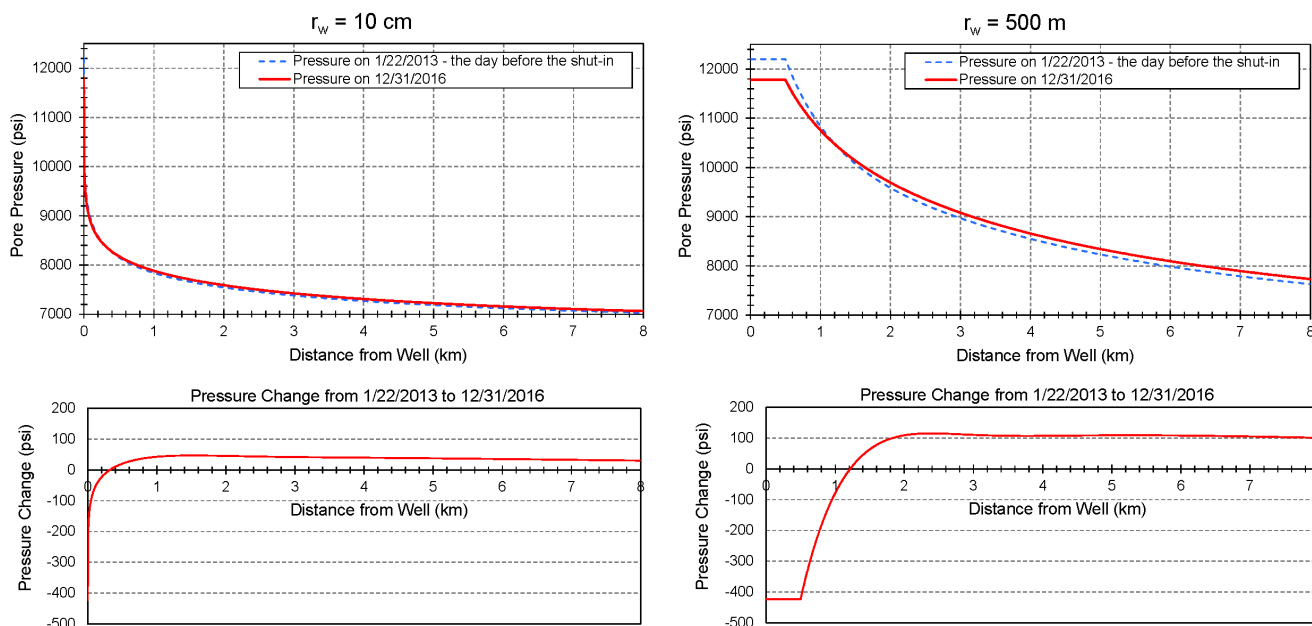 r_w = 10 cm
Pressure on 1/22/2013 - the day before the shut-in
Pressure on 12/31/2016
12000
11000
10000
9000
8000
7000
Pore Pressure (psi)
0 1 2 3 4 5 6 7 8
Distance from Well (km)
r_w = 500 m
Pressure on 1/22/2013 - the day before the shut-in
Pressure on 12/31/2016
12000
11000
10000
9000
8000
7000
Pore Pressure (psi)
0 1 2 3 4 5 6 7 8
Distance from Well (km)
Pressure Change from 1/22/2013 to 12/31/2016
200
100
0
-100
-200
-300
-400
-500
Pressure Change (psi)
0 1 2 3 4 5 6 7 8
Distance from Well (km)
Pressure Change from 1/22/2013 to 12/31/2016
200
100
0
-100
-200
-300
-400
-500
Pressure Change (psi)
0 1 2 3 4 5 6 7
Distance from Well (km)